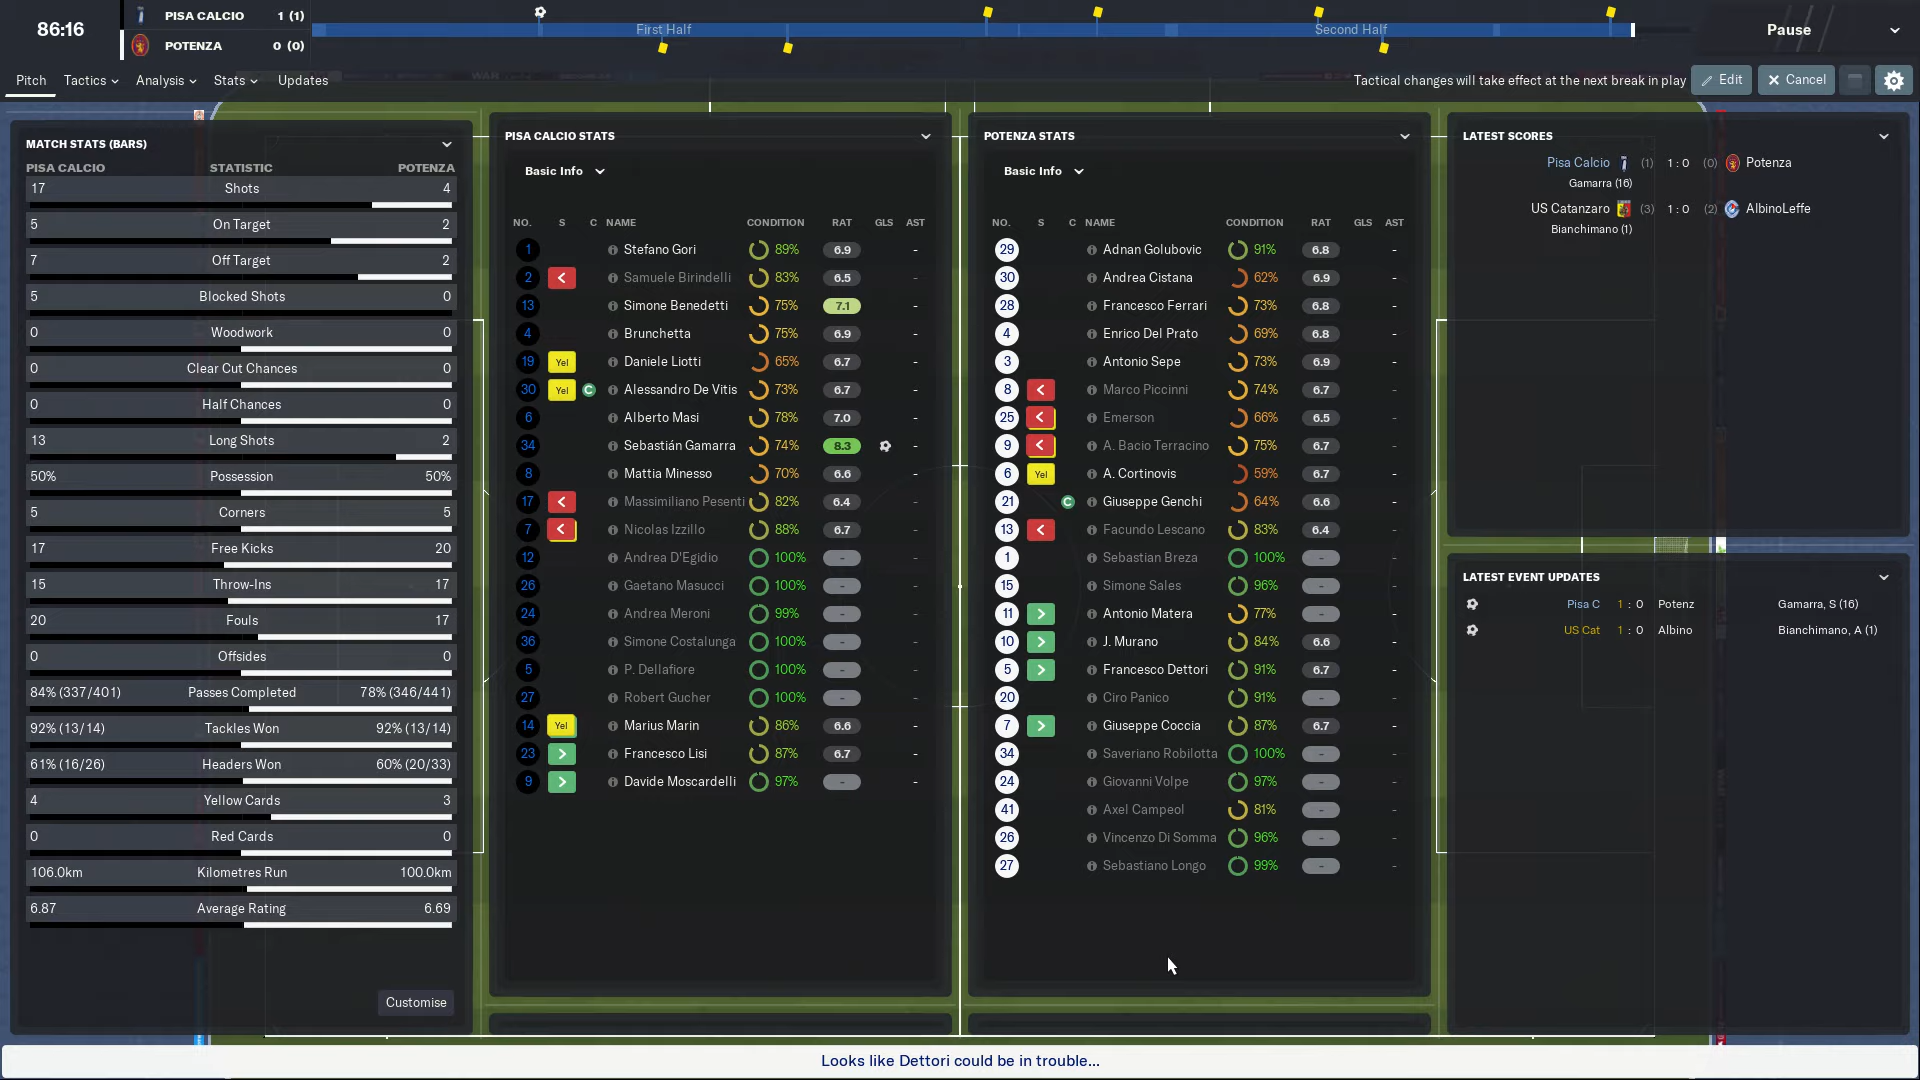 86:16
PISA CALCIO 1 (1)
POTENZA 0 (0)
First Half
Second Half
Pause
Pitch Tactics Analysis Stats Updates
Tactical changes will take effect at the next break in play Edit Cancel
MATCH STATS (BARS)
PISA CALCIO STATISTIC POTENZA
17 Shots 4
5 On Target 2
7 Off Target 2
5 Blocked Shots 0
0 Woodwork 0
0 Clear Cut Chances 0
0 Half Chances 0
13 Long Shots 2
50% Possession 50%
5 Corners 5
17 Free Kicks 20
15 Throw-Ins 17
20 Fouls 17
0 Offsides 0
84% (337/401) Passes Completed 78% (346/441)
92% (13/14) Tackles Won 92% (13/14)
61% (16/26) Headers Won 60% (20/33)
4 Yellow Cards 3
0 Red Cards 0
106.0km Kilometres Run 100.0km
6.87 Average Rating 6.69
Customise
PISA CALCIO STATS
Basic Info
NO. S C NAME CONDITION RAT GLS AST
1 Stefano Gori 89% 6.9 -
2 Samuele Birindelli 83% 6.5 -
13 Simone Benedetti 75% 7.1 -
4 Brunchetta 75% 6.9 -
19 Yel Daniele Liotti 65% 6.7 -
30 Yel C Alessandro De Vitis 73% 6.7 -
6 Alberto Masi 78% 7.0 -
34 Sebastián Gamarra 74% 8.3 -
8 Mattia Minesso 70% 6.6 -
17 Massimiliano Pesenti 82% 6.4 -
7 Nicolas Izzillo 88% 6.7 -
12 Andrea D'Egidio 100% - -
26 Gaetano Masucci 100% - -
24 Andrea Meroni 99% - -
36 Simone Costalunga 100% - -
5 P. Dellafiore 100% - -
27 Robert Gucher 100% - -
14 Yel Marius Marin 86% 6.6 -
23 Francesco Lisi 87% 6.7 -
9 Davide Moscardelli 97% - -
POTENZA STATS
Basic Info
NO. S C NAME CONDITION RAT GLS AST
29 Adnan Golubovic 91% 6.8 -
30 Andrea Cistana 62% 6.9 -
28 Francesco Ferrari 73% 6.8 -
4 Enrico Del Prato 69% 6.8 -
3 Antonio Sepe 73% 6.9 -
8 Marco Piccinni 74% 6.7 -
25 Emerson 66% 6.5 -
9 A. Bacio Terracino 75% 6.7 -
6 Yel A. Cortinovis 59% 6.7 -
21 C Giuseppe Genchi 64% 6.6 -
13 Facundo Lescano 83% 6.4 -
1 Sebastian Breza 100% - -
15 Simone Sales 96% - -
11 Antonio Matera 77% - -
10 J. Murano 84% 6.6 -
5 Francesco Dettori 91% 6.7 -
20 Ciro Panico 91% - -
7 Giuseppe Coccia 87% 6.7 -
34 Saveriano Robilotta 100% - -
24 Giovanni Volpe 97% - -
41 Axel Campeol 81% - -
26 Vincenzo Di Somma 96% - -
27 Sebastiano Longo 99% - -
LATEST SCORES
Pisa Calcio (1) 1 : 0 (0) Potenza
Gamarra (16)
US Catanzaro (3) 1 : 0 (2) AlbinoLeffe
Bianchimano (1)
LATEST EVENT UPDATES
Pisa C 1 : 0 Potenz Gamarra, S (16)
US Cat 1 : 0 Albino Bianchimano, A (1)
Looks like Dettori could be in trouble...